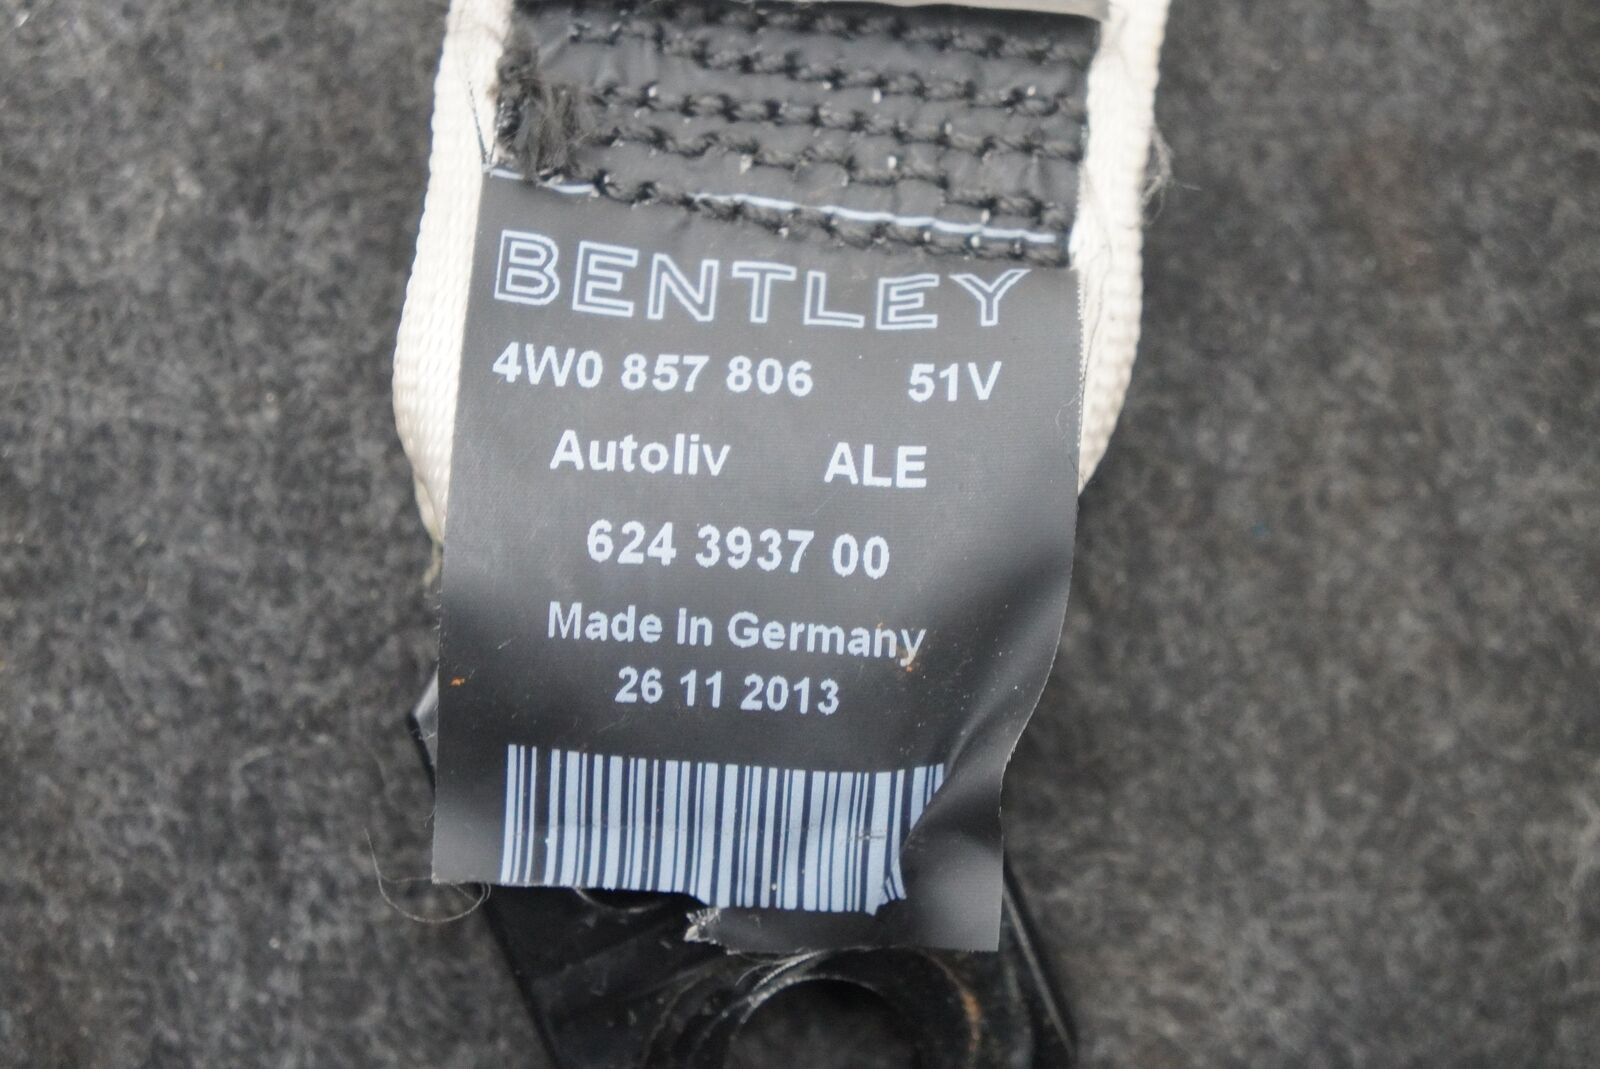 BENTLEY
4W0 857 806 51V
Autoliv ALE
624 3937 00
Made In Germany
26 11 2013